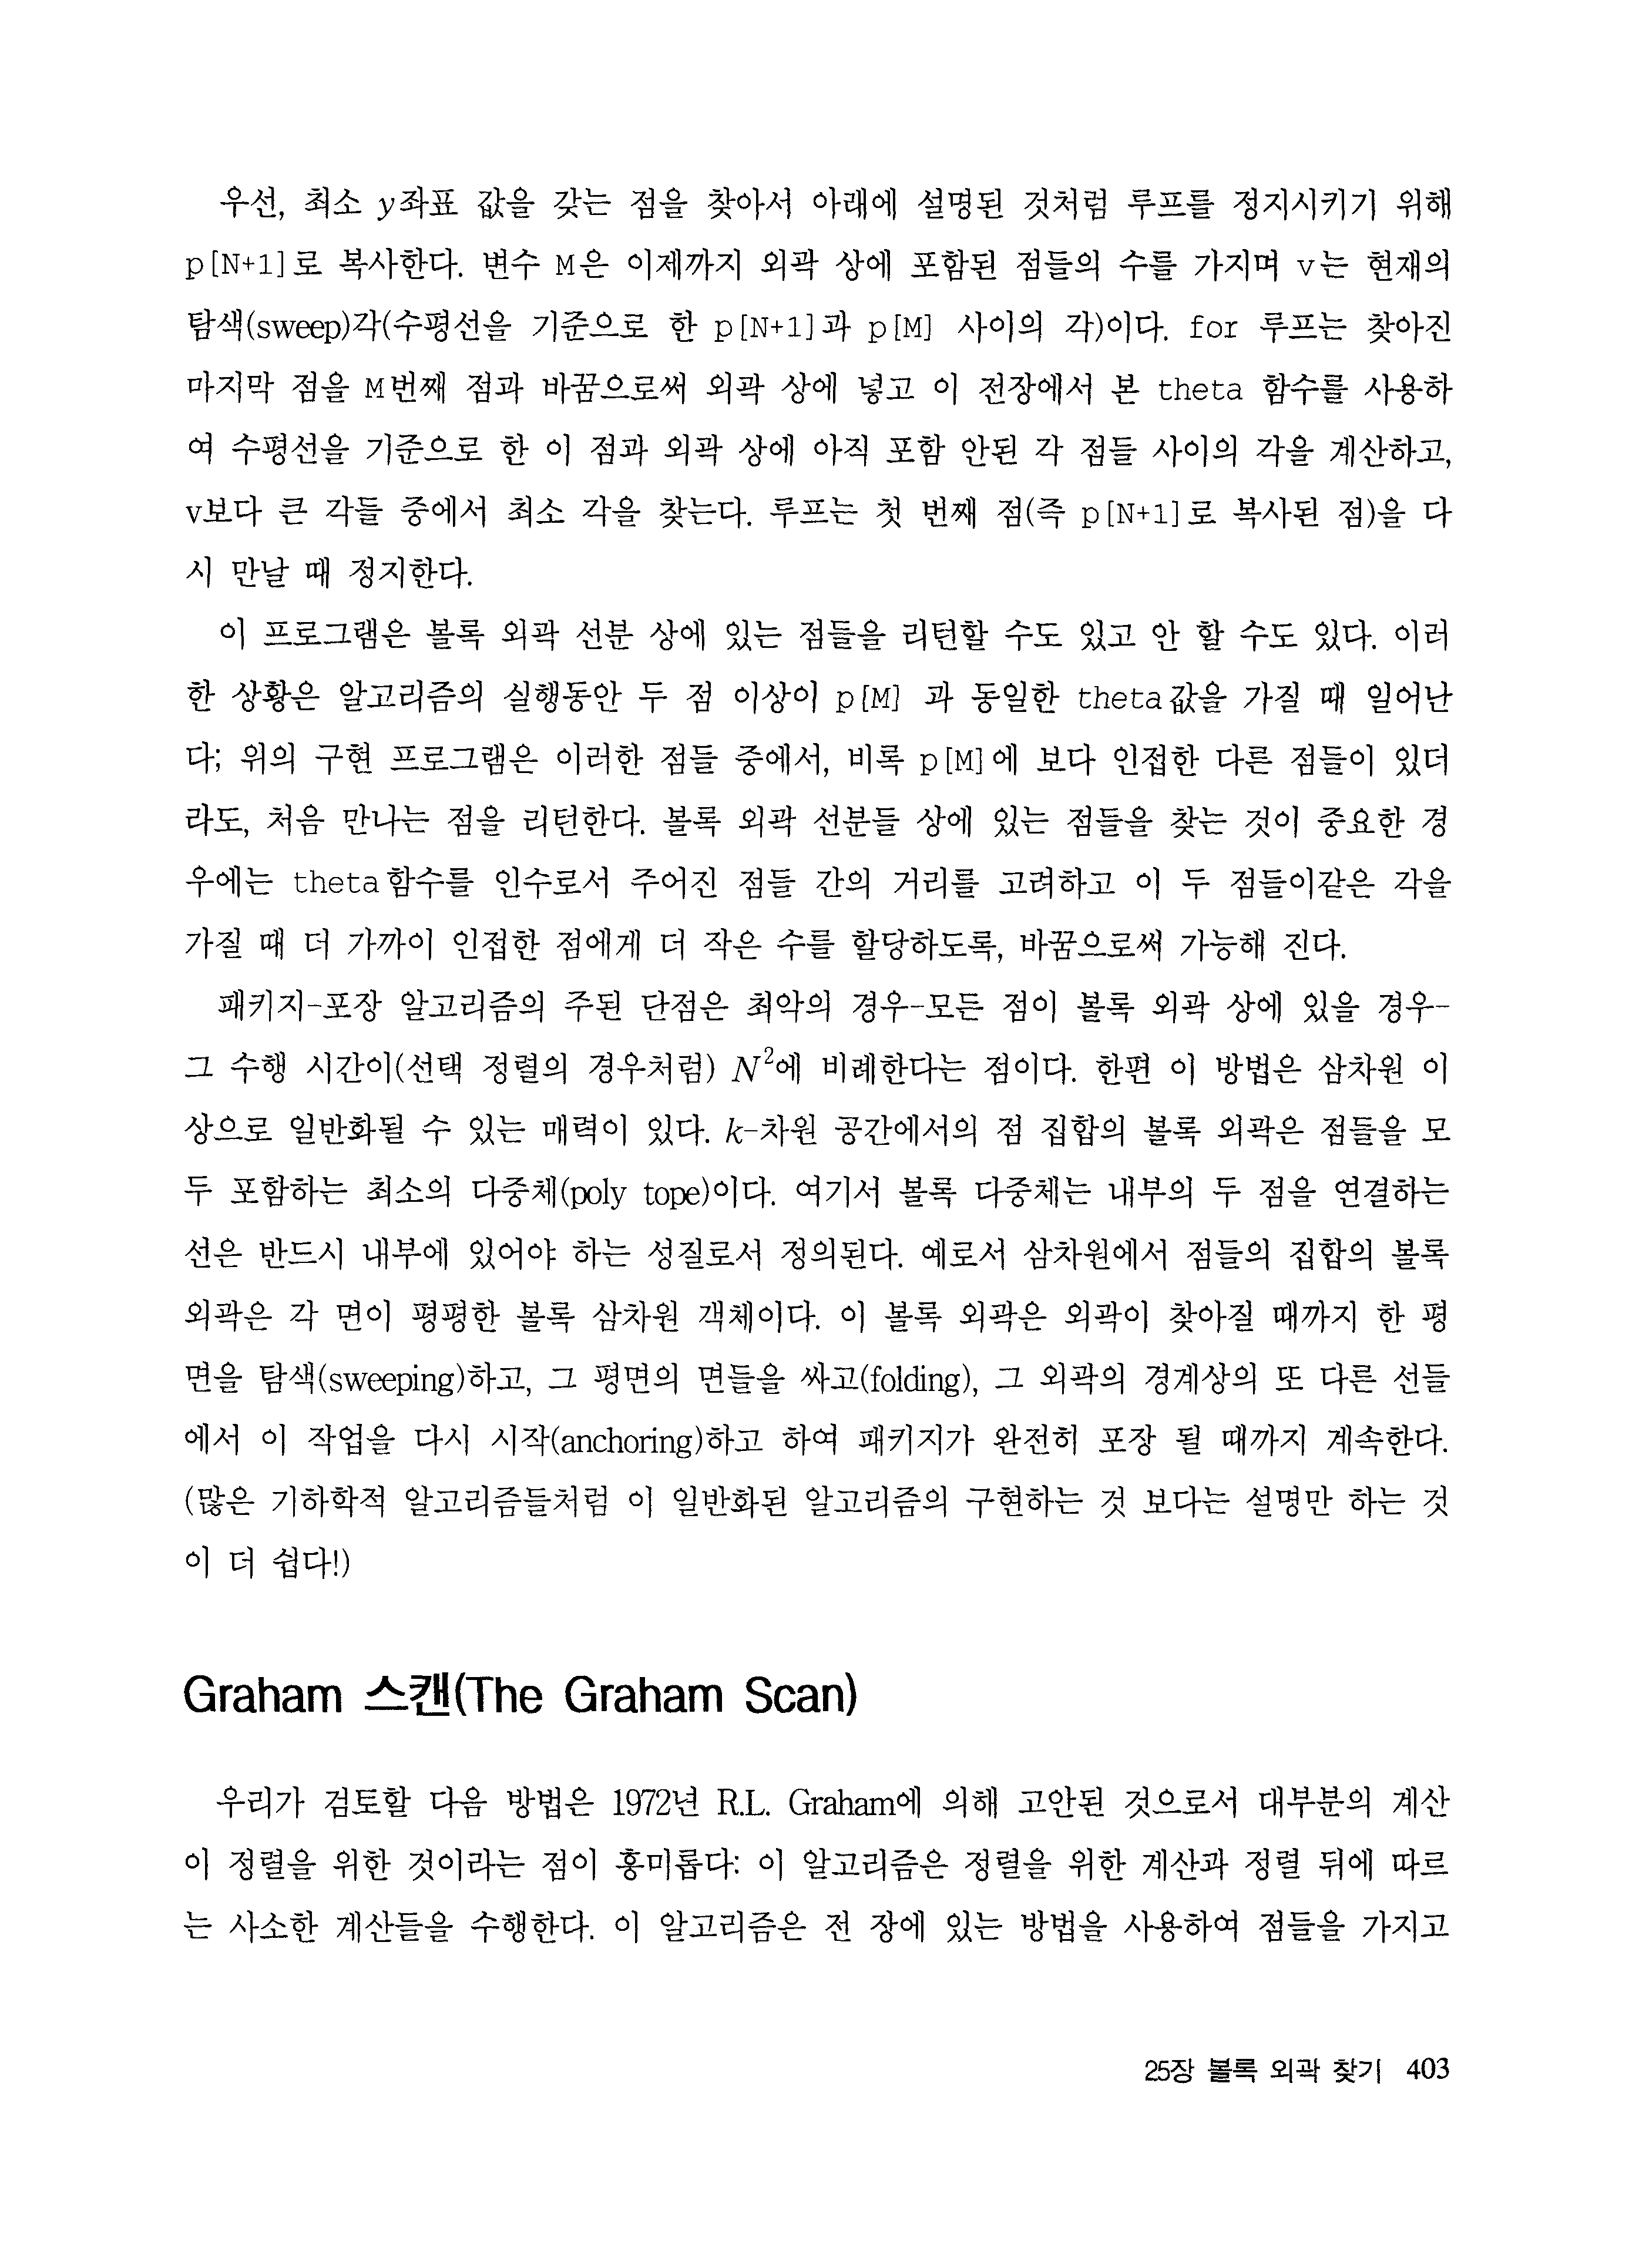 우선, 최소 y좌표 값을 갖는 점을 찾아서 아래에 설명된 것처럼 루프를 정지시키기 위해
p[N+1]로 복사한다. 변수 M은 이제까지 외곽 상에 포함된 점들의 수를 가지며 v는 현재의
탐색(sweep)각(수평선을 기준으로 한 p[N+1]과 p[M] 사이의 각)이다. for 루프는 찾아진
마지막 점을 M번째 점과 바꿈으로써 외곽 상에 넣고 이 전장에서 본 theta 함수를 사용하
여 수평선을 기준으로 한 이 점과 외곽 상에 아직 포함 안된 각 점들 사이의 각을 계산하고,
v보다 큰 각들 중에서 최소 각을 찾는다. 루프는 첫 번째 점(즉 p[N+1]로 복사된 점)을 다
시 만날 때 정지한다.
이 프로그램은 볼록 외곽 선분 상에 있는 점들을 리턴할 수도 있고 안 할 수도 있다. 이러
한 상황은 알고리즘의 실행동안 두 점 이상이 p[M] 과 동일한 theta값을 가질 때 일어난
다; 위의 구현 프로그램은 이러한 점들 중에서, 비록 p[M]에 보다 인접한 다른 점들이 있더
라도, 처음 만나는 점을 리턴한다. 볼록 외곽 선분들 상에 있는 점들을 찾는 것이 중요한 경
우에는 theta함수를 인수로서 주어진 점들 간의 거리를 고려하고 이 두 점들이같은 각을
가질 때 더 가까이 인접한 점에게 더 작은 수를 할당하도록, 바꿈으로써 가능해 진다.
패키지-포장 알고리즘의 주된 단점은 최악의 경우-모든 점이 볼록 외곽 상에 있을 경우-
그 수행 시간이(선택 정렬의 경우처럼) N²에 비례한다는 점이다. 한편 이 방법은 삼차원 이
상으로 일반화될 수 있는 매력이 있다. k-차원 공간에서의 점 집합의 볼록 외곽은 점들을 모
두 포함하는 최소의 다중체(poly tope)이다. 여기서 볼록 다중체는 내부의 두 점을 연결하는
선은 반드시 내부에 있어야 하는 성질로서 정의된다. 예로서 삼차원에서 점들의 집합의 볼록
외곽은 각 면이 평평한 볼록 삼차원 객체이다. 이 볼록 외곽은 외곽이 찾아질 때까지 한 평
면을 탐색(sweeping)하고, 그 평면의 면들을 싸고(folding), 그 외곽의 경계상의 또 다른 선들
에서 이 작업을 다시 시작(anchoring)하고 하여 패키지가 완전히 포장 될 때까지 계속한다.
(많은 기하학적 알고리즘들처럼 이 일반화된 알고리즘의 구현하는 것 보다는 설명만 하는 것
이 더 쉽다!)
Graham 스캔(The Graham Scan)
우리가 검토할 다음 방법은 1972년 R.L. Graham에 의해 고안된 것으로서 대부분의 계산
이 정렬을 위한 것이라는 점이 흥미롭다: 이 알고리즘은 정렬을 위한 계산과 정렬 뒤에 따르
는 사소한 계산들을 수행한다. 이 알고리즘은 전 장에 있는 방법을 사용하여 점들을 가지고
25장 볼록 외곽 찾기 403